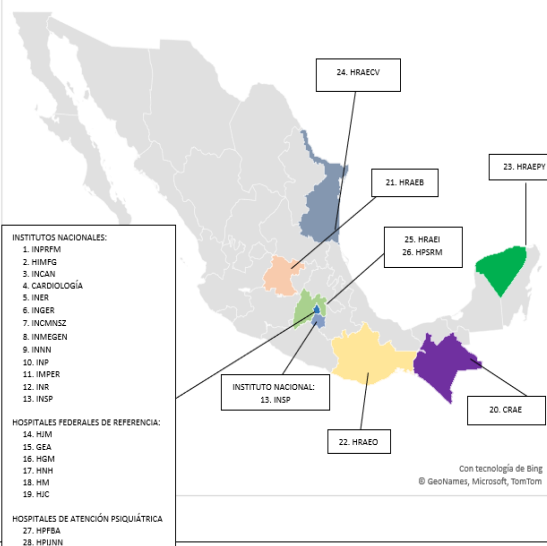 24. HRAECV
23. HRAEPY
21. HRAEB
25. HRAEI
26. HPSRM
INSTITUTOS NACIONALES:
1. INPRFM
2. HIMFG
3. INCAN
4. CARDIOLOGÍA
5. INER
6. INGER
7. INCMNSZ
8. INMEGEN
9. INNN
10. INP
11. IMPER
12. INR
13. INSP
HOSPITALES FEDERALES DE REFERENCIA:
14. HJM
15. GEA
16. HGM
17. HNH
18. HM
19. HJC
HOSPITALES DE ATENCIÓN PSIQUIÁTRICA
27. HPFBA
28. HPIJNN
INSTITUTO NACIONAL:
13. INSP
20. CRAE
22. HRAEO
Con tecnología de Bing
© GeoNames, Microsoft, TomTom